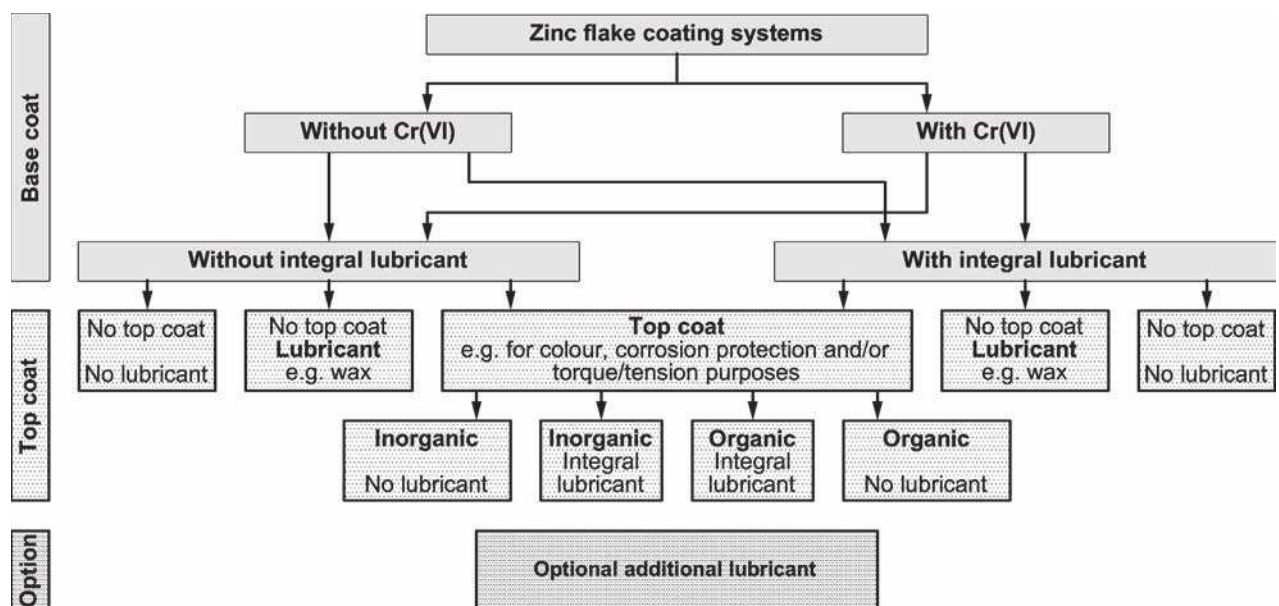 Zinc flake coating systems
Base coat
Without Cr(VI)
With Cr(VI)
Without integral lubricant
With integral lubricant
Top coat
No top coat
No lubricant
No top coat
Lubricant
e.g. wax
Top coat
e.g. for colour, corrosion protection and/or
torque/tension purposes
No top coat
Lubricant
e.g. wax
No top coat
No lubricant
Inorganic
No lubricant
Inorganic
Integral
lubricant
Organic
Integral
lubricant
Organic
No lubricant
Option
Optional additional lubricant